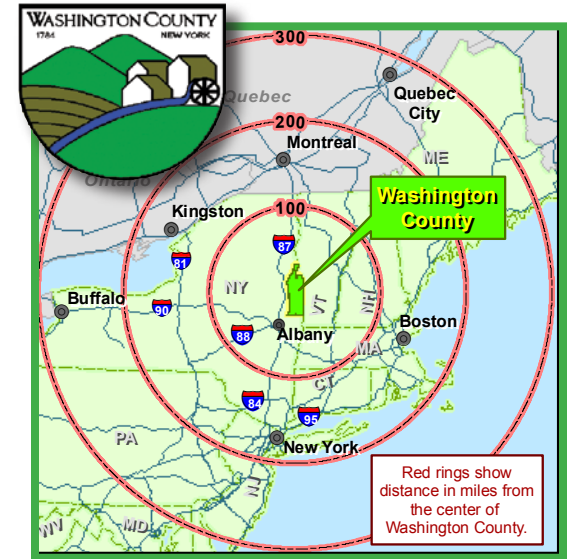 WASHINGTON COUNTY
1784 NEW YORK
300
Quebec
Quebec
City
200
Montreal
ME
Ontario
Washington
County
Kingston
100
87
81
NY
VT
NH
Buffalo
90
88
Albany
Boston
MA
CT
84
95
New York
PA
NJ
WV
MD
Red rings show
distance in miles from
the center of
Washington County.